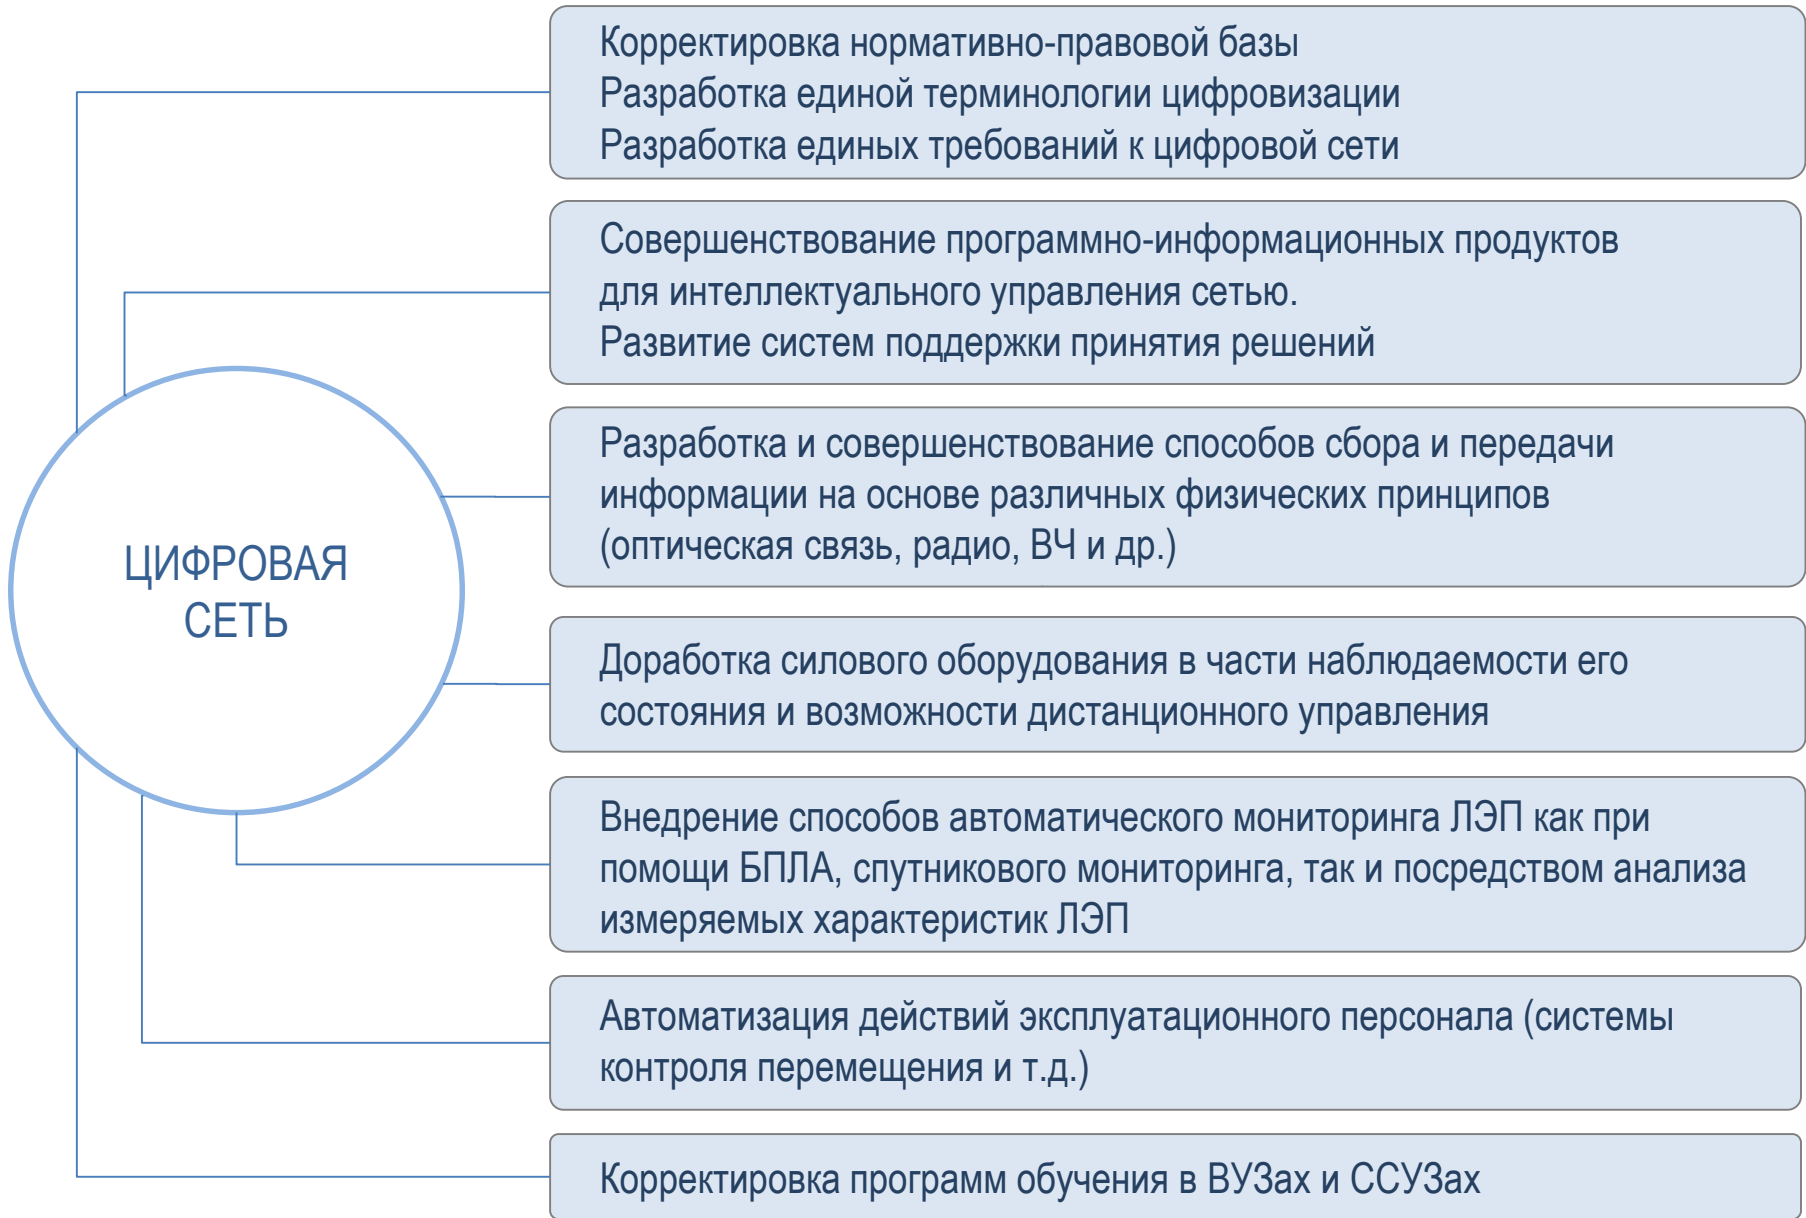 Корректировка нормативно-правовой базы
Разработка единой терминологии цифровизации
Разработка единых требований к цифровой сети
Совершенствование программно-информационных продуктов
для интеллектуального управления сетью.
Развитие систем поддержки принятия решений
Разработка и совершенствование способов сбора и передачи
информации на основе различных физических принципов
(оптическая связь, радио, ВЧ и др.)
ЦИФРОВАЯ
СЕТЬ
Доработка силового оборудования в части наблюдаемости его
состояния и возможности дистанционного управления
Внедрение способов автоматического мониторинга ЛЭП как при
помощи БПЛА, спутникового мониторинга, так и посредством анализа
измеряемых характеристик ЛЭП
Автоматизация действий эксплуатационного персонала (системы
контроля перемещения и т.д.)
Корректировка программ обучения в ВУЗах и ССУЗах